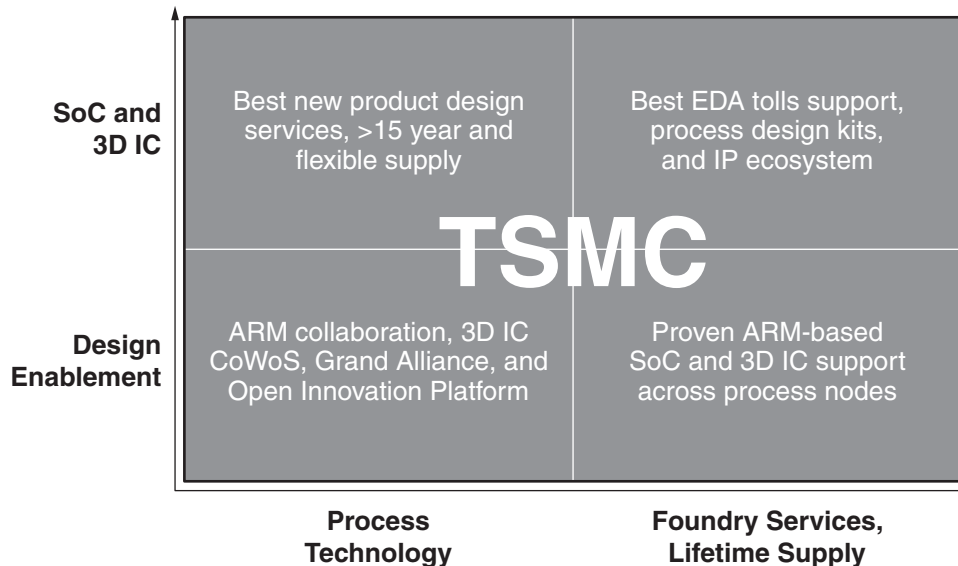 SoC and
3D IC
Best new product design
services, >15 year and
flexible supply
Best EDA tolls support,
process design kits,
and IP ecosystem
TSMC
Design
Enablement
ARM collaboration, 3D IC
CoWoS, Grand Alliance, and
Open Innovation Platform
Proven ARM-based
SoC and 3D IC support
across process nodes
Process
Technology
Foundry Services,
Lifetime Supply